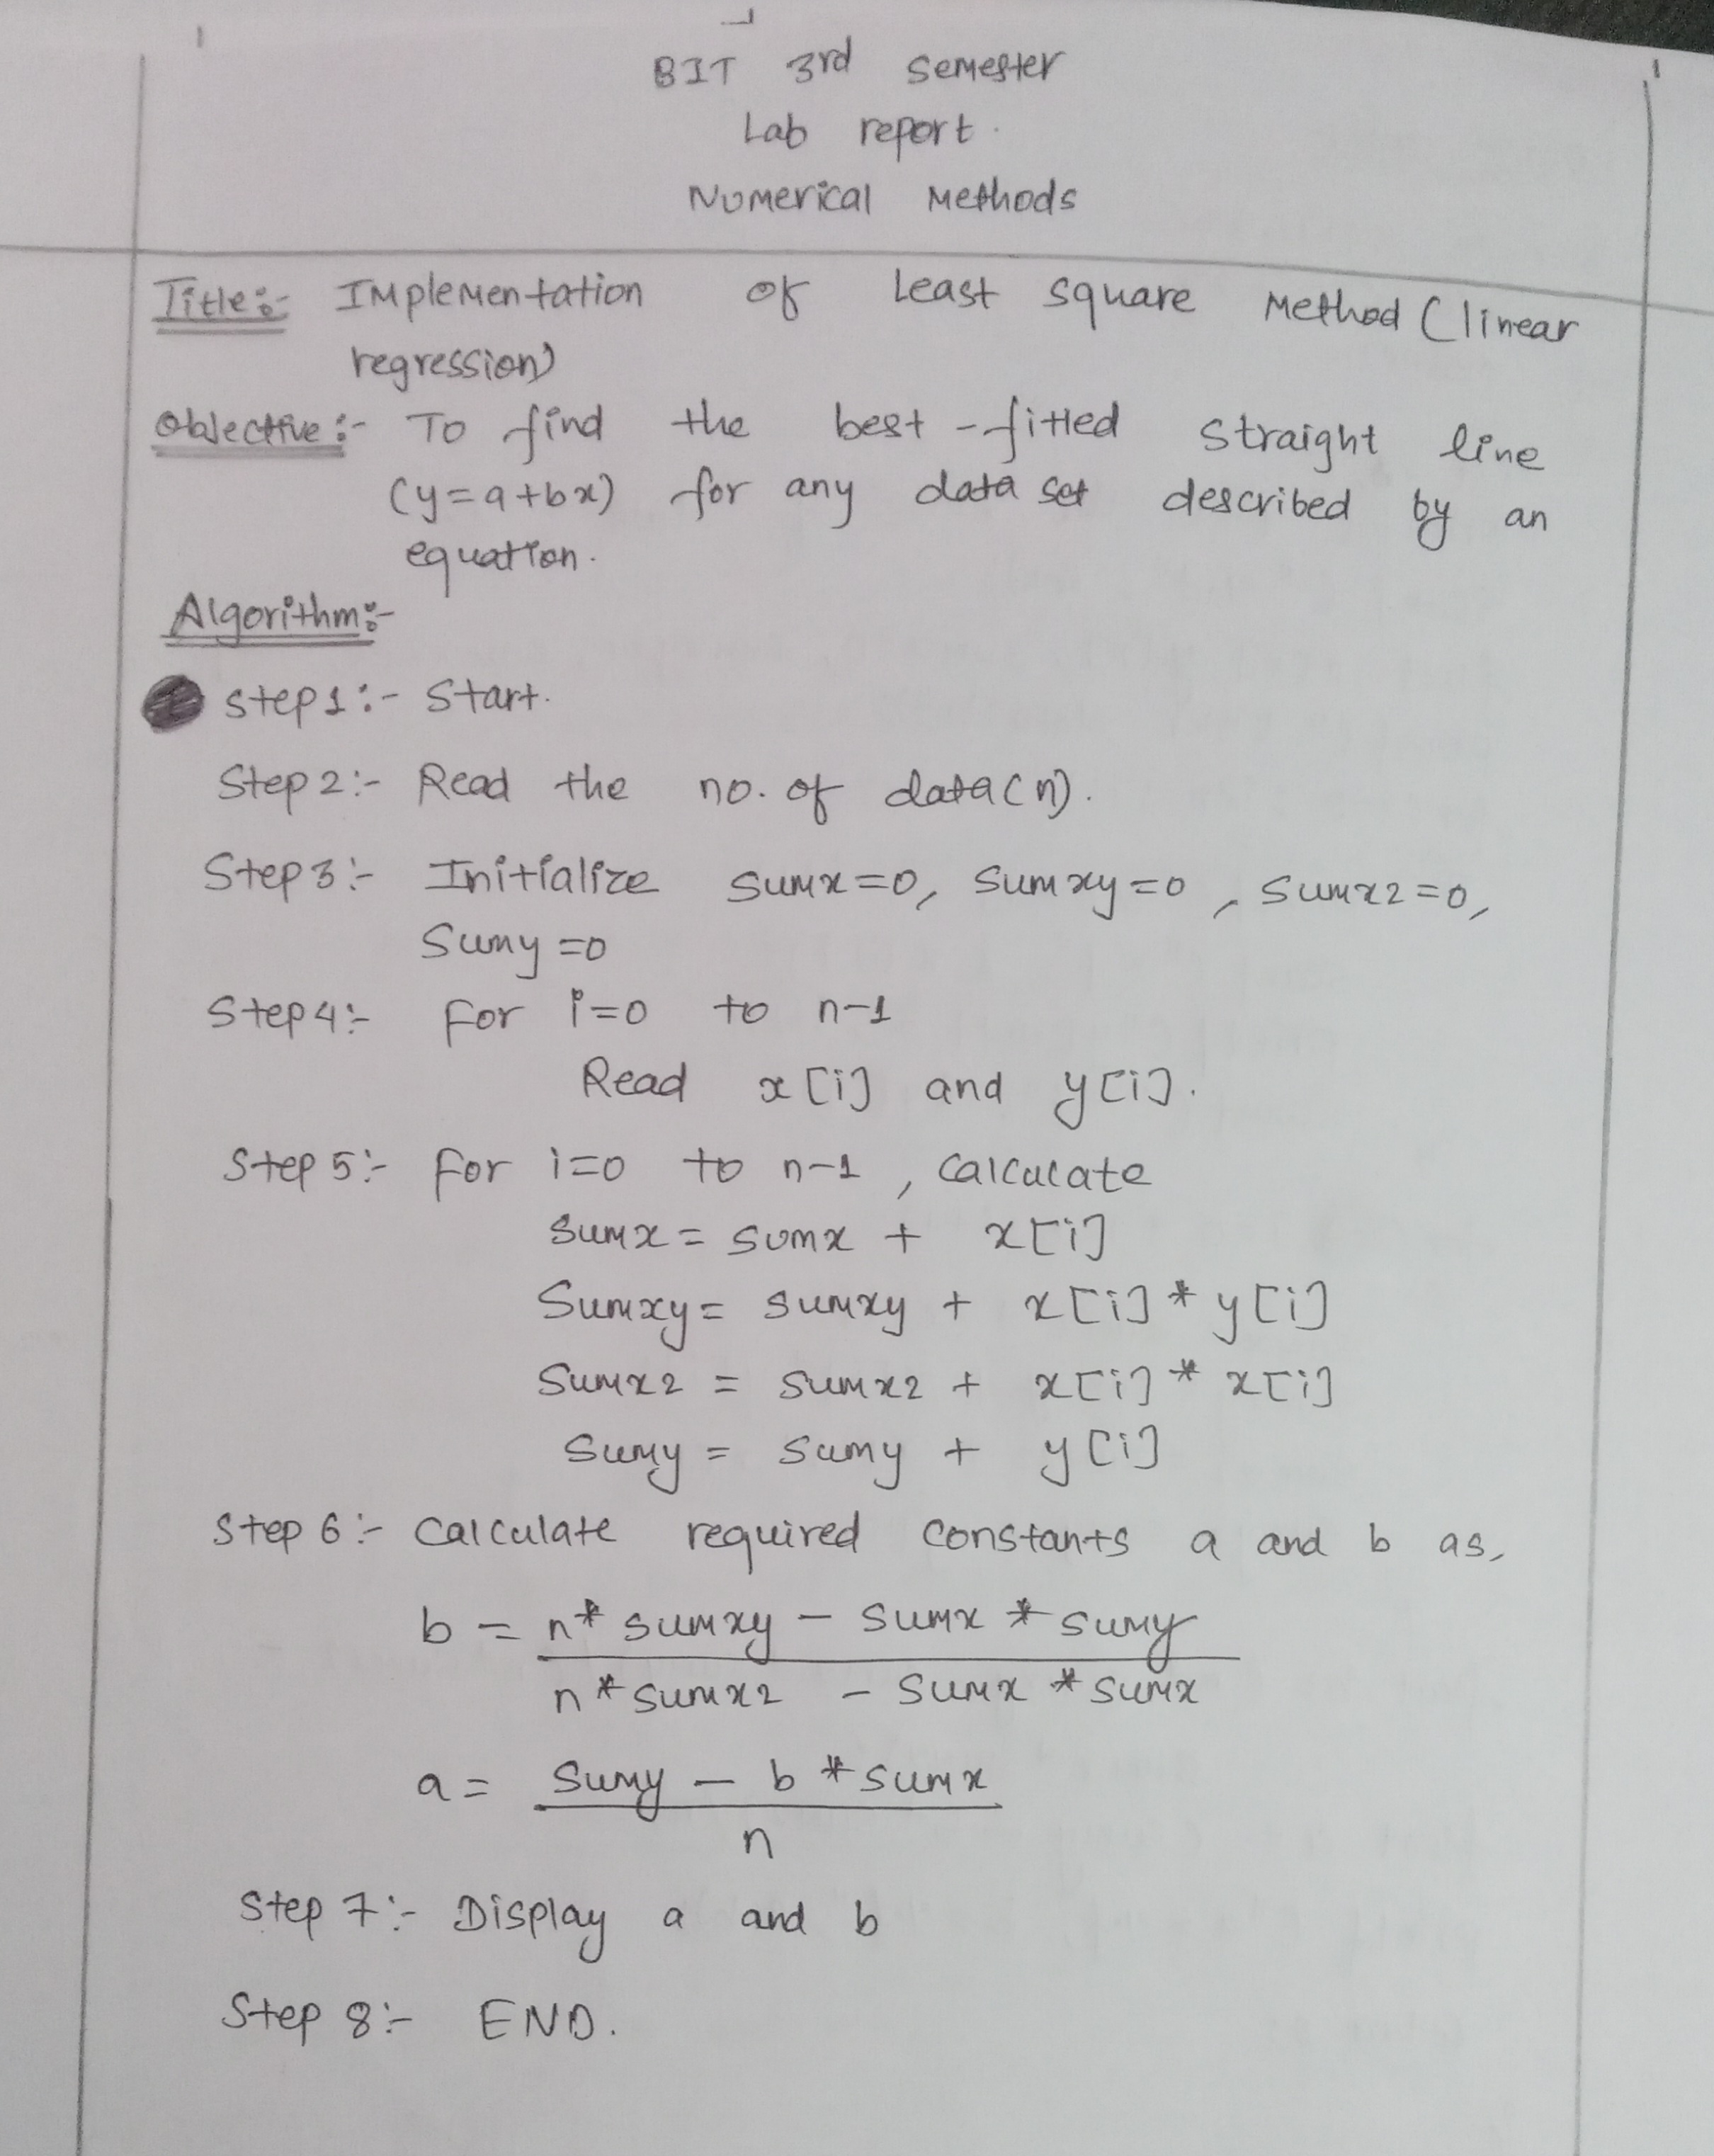 BIT 3rd Semester
Lab report.
Numerical Methods
Title:- Implementation of Least square Method (linear
regression)
Objective:- To find the best-fitted straight line
(y=a+bx) for any data set described by an
equation.
Algorithm:-
Step1:- Start.
Step 2:- Read the no. of data(n).
Step 3:- Initialize sumx=0, sumxy=0, sumx2=0,
Sumy=0
Step 4:- For i=0 to n-1
Read x[i] and y[i].
Step 5:- For i=0 to n-1, calculate
Sumx = sumx + x[i]
Sumxy = sumxy + x[i] * y[i]
Sumx2 = sumx2 + x[i] * x[i]
Sumy = sumy + y[i]
Step 6:- Calculate required constants a and b as,
b = n* sumxy - sumx * sumy
n * sumx2 - sumx * sumx
a = sumy - b * sumx
n
Step 7:- Display a and b
Step 8:- END.